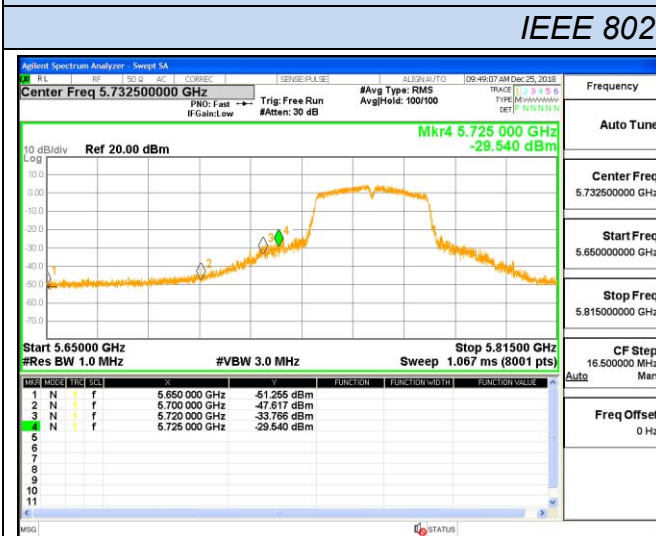 IEEE 802
Agilent Spectrum Analyzer - Swept SA
RL RF 50 Ω AC CORREC SENSE:PULSE ALIGNAUTO 09:49:07 AM Dec 25, 2018
Center Freq 5.732500000 GHz
PNO: Fast
IFGain:Low
Trig: Free Run
#Atten: 30 dB
#Avg Type: RMS
Avg|Hold: 100/100
TRACE 1 2 3 4 5 6
TYPE M
DET P N N N N N
Mkr4 5.725 000 GHz
-29.540 dBm
10 dB/div Ref 20.00 dBm
Log
10.0
0.00
-10.0
-20.0
-30.0
-40.0
-50.0
-60.0
-70.0
1
2
3
4
Start 5.65000 GHz Stop 5.81500 GHz
#Res BW 1.0 MHz #VBW 3.0 MHz Sweep 1.067 ms (8001 pts)
MKR MODE TRC SCL X Y FUNCTION FUNCTION WIDTH FUNCTION VALUE
1 N 1 f 5.650 000 GHz -51.255 dBm
2 N 1 f 5.700 000 GHz -47.617 dBm
3 N 1 f 5.720 000 GHz -33.766 dBm
4 N 1 f 5.725 000 GHz -29.540 dBm
5
6
7
8
9
10
11
MSG STATUS
Frequency
Auto Tune
Center Freq
5.732500000 GHz
Start Freq
5.650000000 GHz
Stop Freq
5.815000000 GHz
CF Step
16.500000 MHz
Auto Man
Freq Offset
0 Hz